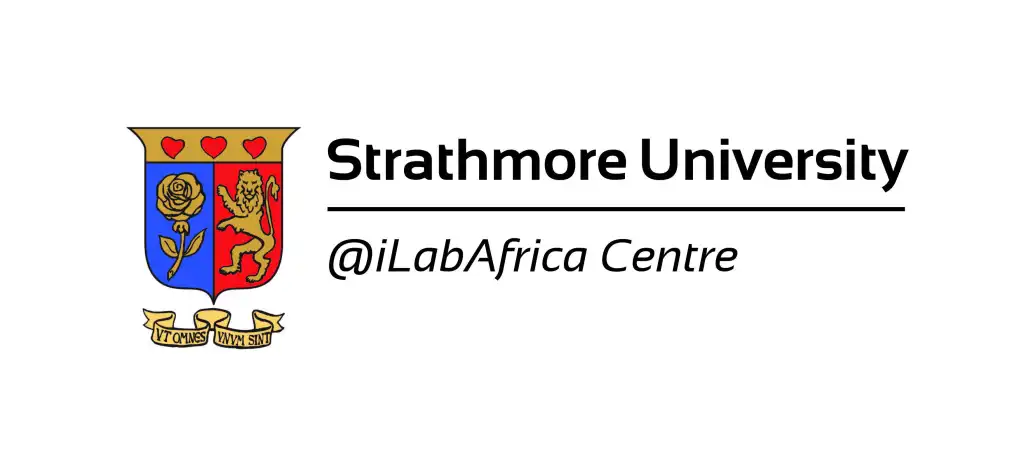 Strathmore University
@iLabAfrica Centre
VT OMNES VNVM SINT